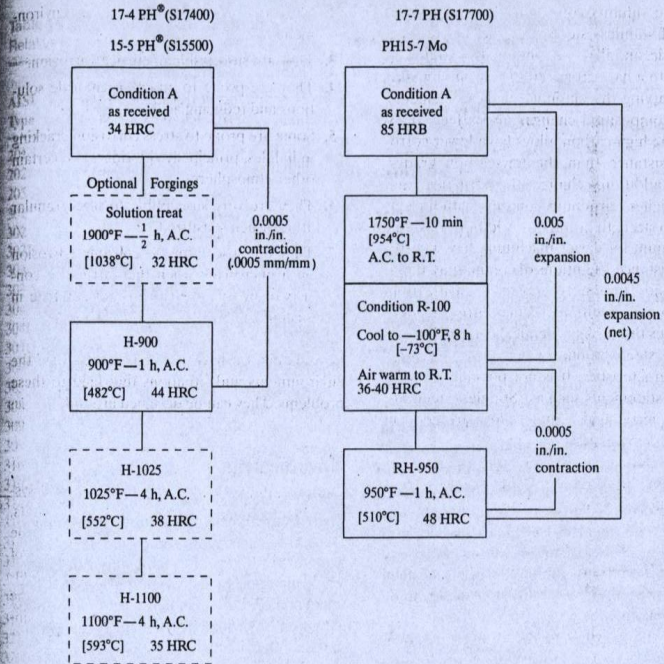 17-4 PH® (S17400)
15-5 PH® (S15500)
Condition A
as received
34 HRC
Optional Forgings
Solution treat
1900°F — 1/2 h, A.C.
[1038°C] 32 HRC
0.0005
in./in.
contraction
(.0005 mm/mm)
H-900
900°F — 1 h, A.C.
[482°C] 44 HRC
H-1025
1025°F — 4 h, A.C.
[552°C] 38 HRC
H-1100
1100°F — 4 h, A.C.
[593°C] 35 HRC
17-7 PH (S17700)
PH15-7 Mo
Condition A
as received
85 HRB
1750°F — 10 min
[954°C]
A.C. to R.T.
Condition R-100
Cool to —100°F, 8 h
[—73°C]
Air warm to R.T.
36-40 HRC
RH-950
950°F — 1 h, A.C.
[510°C] 48 HRC
0.005
in./in.
expansion
0.0045
in./in.
expansion
(net)
0.0005
in./in.
contraction